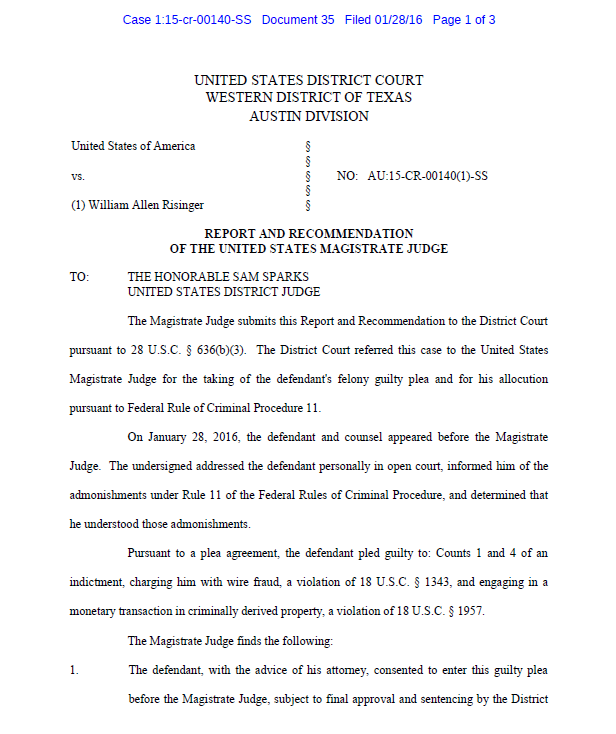 Case 1:15-cr-00140-SS Document 35 Filed 01/28/16 Page 1 of 3
UNITED STATES DISTRICT COURT
WESTERN DISTRICT OF TEXAS
AUSTIN DIVISION
United States of America §
§
vs. § NO: AU:15-CR-00140(1)-SS
§
(1) William Allen Risinger §
REPORT AND RECOMMENDATION
OF THE UNITED STATES MAGISTRATE JUDGE
TO: THE HONORABLE SAM SPARKS
UNITED STATES DISTRICT JUDGE
The Magistrate Judge submits this Report and Recommendation to the District Court
pursuant to 28 U.S.C. § 636(b)(3). The District Court referred this case to the United States
Magistrate Judge for the taking of the defendant's felony guilty plea and for his allocution
pursuant to Federal Rule of Criminal Procedure 11.
On January 28, 2016, the defendant and counsel appeared before the Magistrate
Judge. The undersigned addressed the defendant personally in open court, informed him of the
admonishments under Rule 11 of the Federal Rules of Criminal Procedure, and determined that
he understood those admonishments.
Pursuant to a plea agreement, the defendant pled guilty to: Counts 1 and 4 of an
indictment, charging him with wire fraud, a violation of 18 U.S.C. § 1343, and engaging in a
monetary transaction in criminally derived property, a violation of 18 U.S.C. § 1957.
The Magistrate Judge finds the following:
1. The defendant, with the advice of his attorney, consented to enter this guilty plea
before the Magistrate Judge, subject to final approval and sentencing by the District